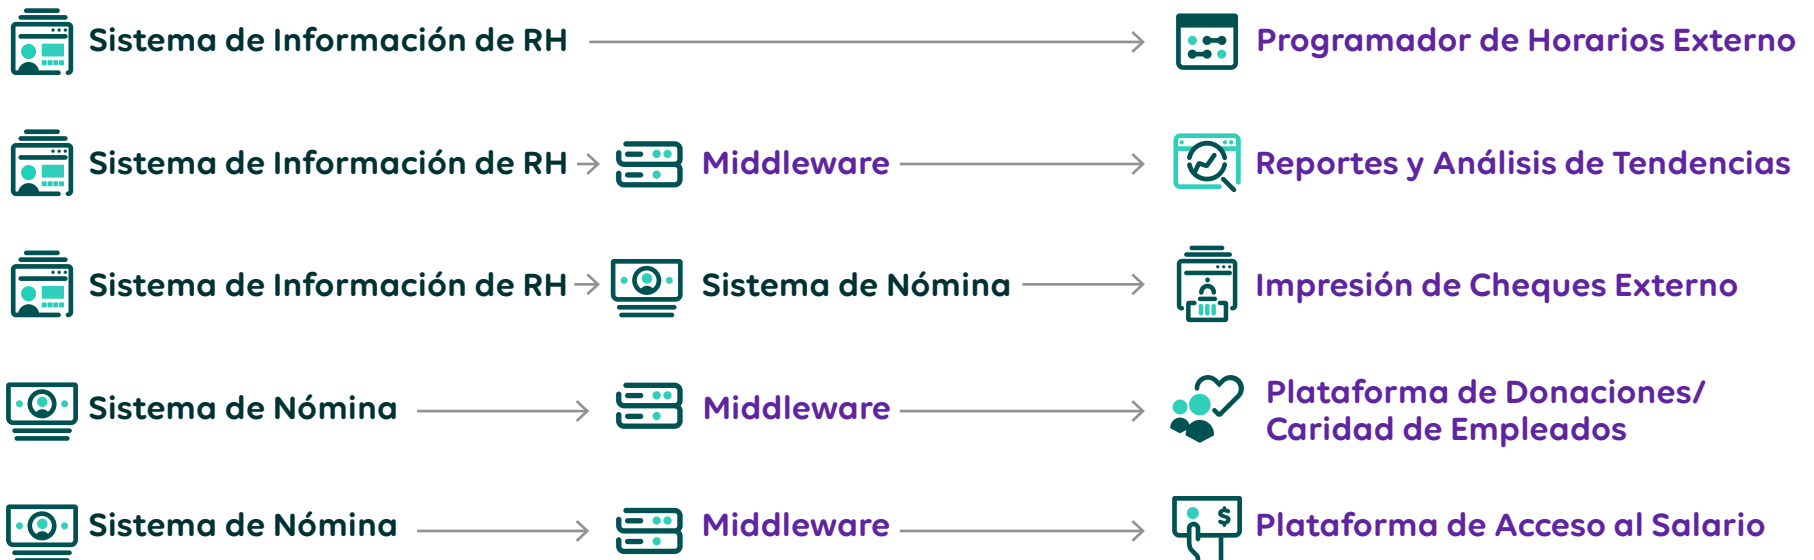 Sistema de Información de RH Programador de Horarios Externo
Sistema de Información de RH Middleware Reportes y Análisis de Tendencias
Sistema de Información de RH Sistema de Nómina Impresión de Cheques Externo
Sistema de Nómina Middleware Plataforma de Donaciones/
Caridad de Empleados
Sistema de Nómina Middleware $ Plataforma de Acceso al Salario